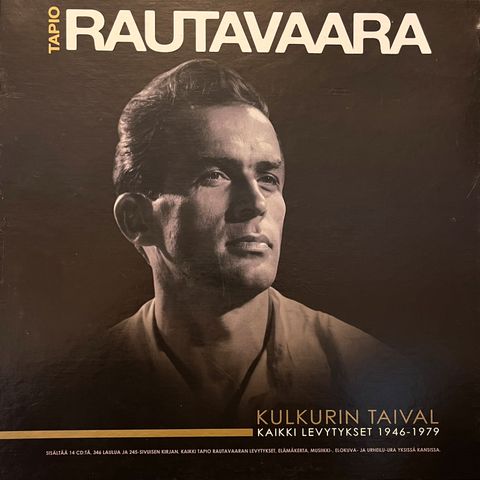 TAPIO
RAUTAVAARA
KULKURIN TAIVAL
KAIKKI LEVYTYKSET 1946-1979
SISÄLTÄÄ 14 CD:TÄ, 346 LAULUA JA 245-SIVUISEN KIRJAN, KAIKKI TAPIO RAUTAVAARAN LEVYTYKSET, ELÄMÄKERTA, MUSIIKKI-, ELOKUVA- JA URHEILU-URA YKSISSÄ KANSISSA.